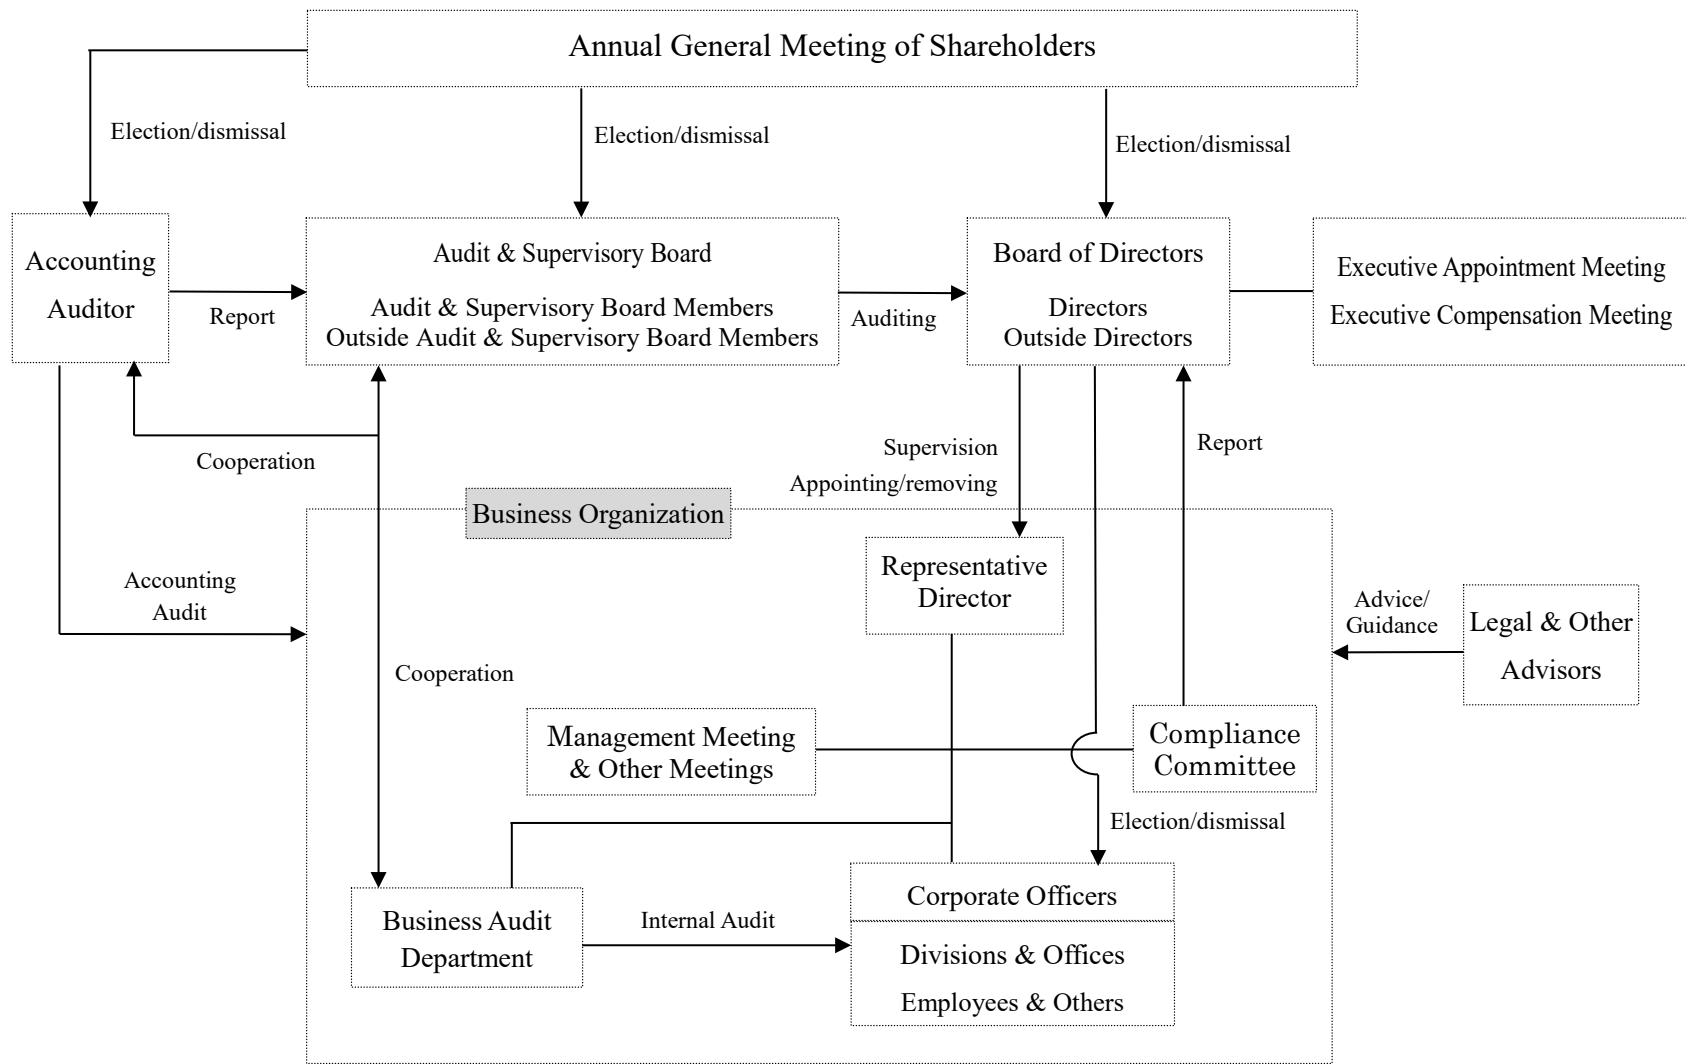 Annual General Meeting of Shareholders
Election/dismissal
Election/dismissal
Election/dismissal
Accounting
Auditor
Report
Audit & Supervisory Board
Audit & Supervisory Board Members
Outside Audit & Supervisory Board Members
Auditing
Board of Directors
Directors
Outside Directors
Executive Appointment Meeting
Executive Compensation Meeting
Cooperation
Supervision
Appointing/removing
Report
Business Organization
Representative
Director
Accounting
Audit
Advice/
Guidance
Legal & Other
Advisors
Cooperation
Management Meeting
& Other Meetings
Compliance
Committee
Election/dismissal
Business Audit
Department
Internal Audit
Corporate Officers
Divisions & Offices
Employees & Others